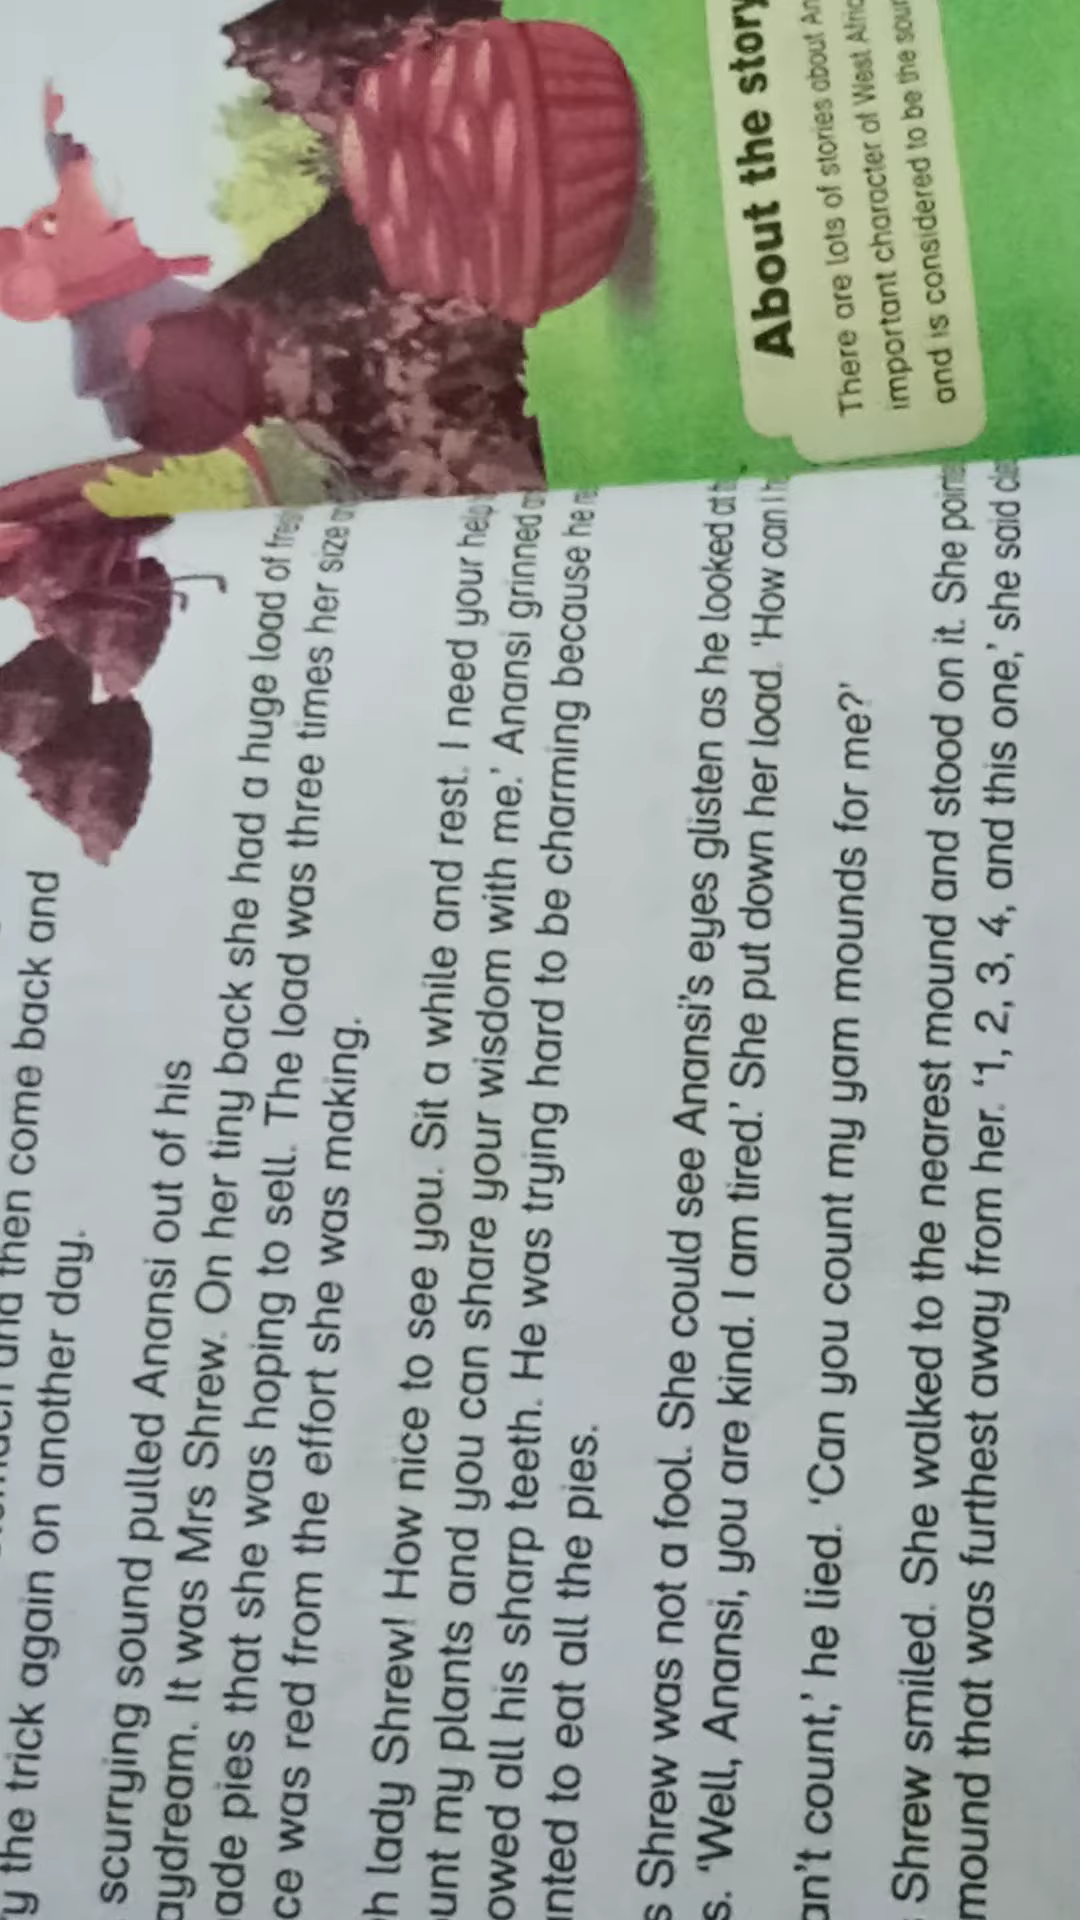 the trick again on another day.
then come back and
scurrying sound pulled Anansi out of his
daydream. It was Mrs Shrew. On her tiny back she had a huge load of
made pies that she was hoping to sell. The load was three times her size
was red from the effort she was making.
lady Shrew! How nice to see you. Sit a while and rest. I need your help
my plants and you can share your wisdom with me.’ Anansi grinned
all his sharp teeth. He was trying hard to be charming because he
to eat all the pies.
Shrew was not a fool. She could see Anansi’s eyes glisten as he looked at
‘Well, Anansi, you are kind. I am tired.’ She put down her load. ‘How can I
count,’ he lied. ‘Can you count my yam mounds for me?’
Shrew smiled. She walked to the nearest mound and stood on it. She
mound that was furthest away from her. ‘1, 2, 3, 4, and this one,’ she said
About the story
There are lots of stories about
important character of West
and is considered to be the